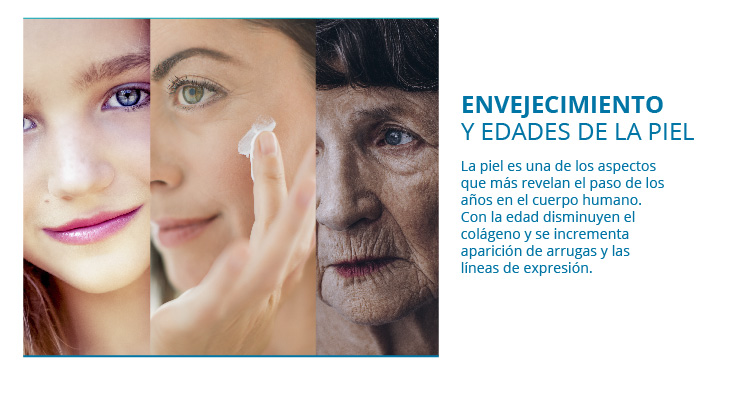 ENVEJECIMIENTO
Y EDADES DE LA PIEL
La piel es una de los aspectos
que más revelan el paso de los
años en el cuerpo humano.
Con la edad disminuyen el
colágeno y se incrementa
aparición de arrugas y las
líneas de expresión.